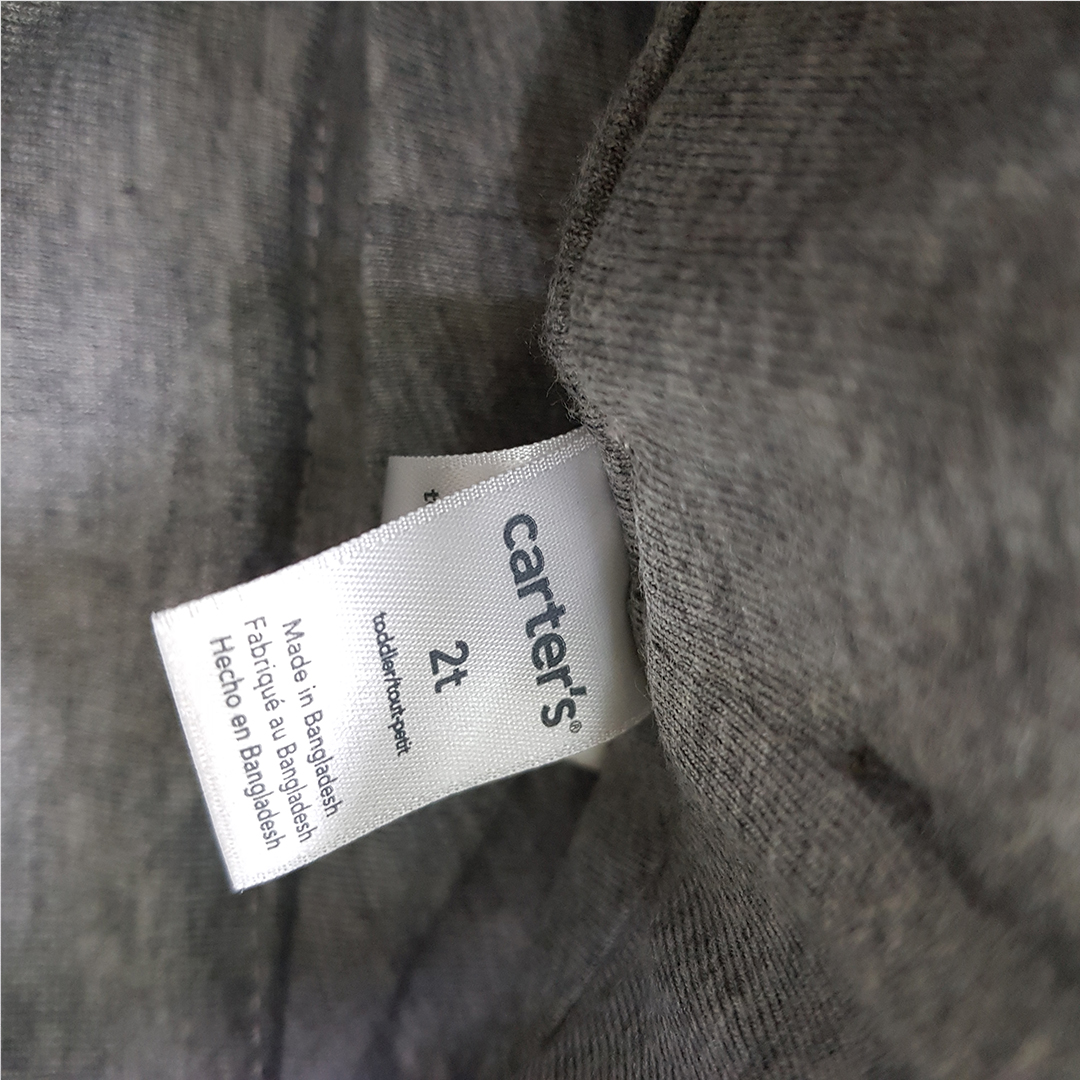 carter's®
2t
toddler/tout-petit
Made in Bangladesh
Fabriqué au Bangladesh
Hecho en Bangladesh